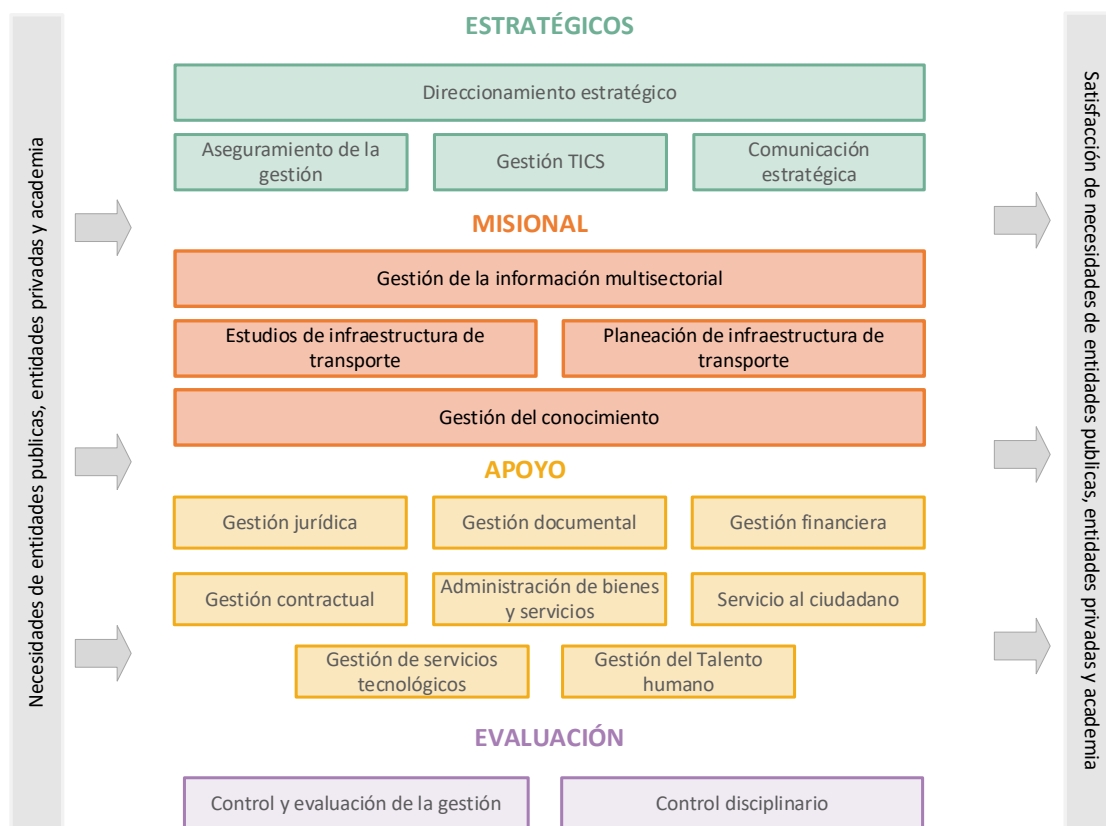 Necesidades de entidades publicas, entidades privadas y academia
ESTRATÉGICOS
Direccionamiento estratégico
Aseguramiento de la
gestión
Gestión TICS
Comunicación
estratégica
MISIONAL
Gestión de la información multisectorial
Estudios de infraestructura de
transporte
Planeación de infraestructura de
transporte
Gestión del conocimiento
APOYO
Gestión jurídica
Gestión documental
Gestión financiera
Gestión contractual
Administración de bienes
y servicios
Servicio al ciudadano
Gestión de servicios
tecnológicos
Gestión del Talento
humano
EVALUACIÓN
Control y evaluación de la gestión
Control disciplinario
Satisfacción de necesidades de entidades publicas, entidades privadas y academia